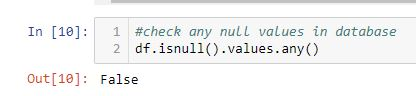 In [10]: 1 #check any null values in database
2 df.isnull().values.any()
Out[10]: False